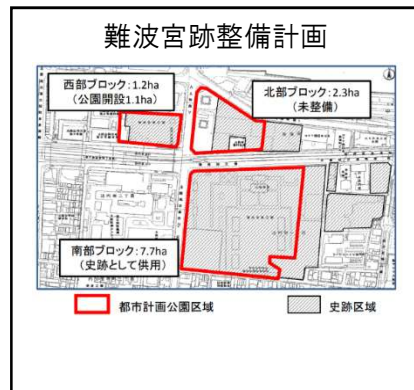 難波宮跡整備計画
西部ブロック:1.2ha
(公園開設1.1ha)
北部ブロック:2.3ha
(未整備)
南部ブロック:7.7ha
(史跡として供用)
都市計画公園区域
史跡区域